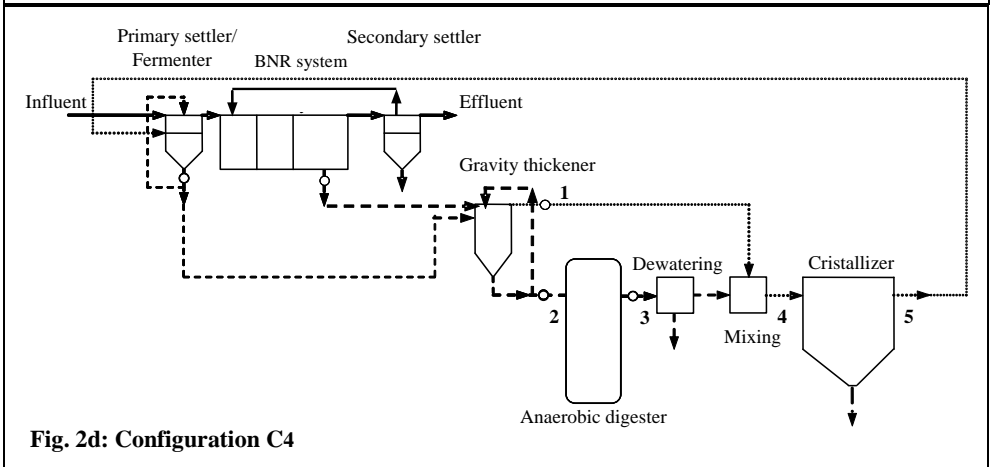 Primary settler/
Fermenter
BNR system
Secondary settler
Influent
Effluent
Gravity thickener
1
2
Anaerobic digester
3
Dewatering
Mixing
4
Cristallizer
5
Fig. 2d: Configuration C4